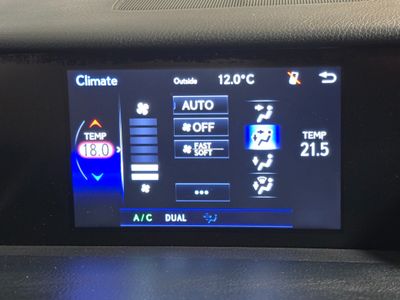 Climate Outside 12.0°C
AUTO
TEMP OFF TEMP
18.0 FAST SOFT 21.5
...
A/C DUAL